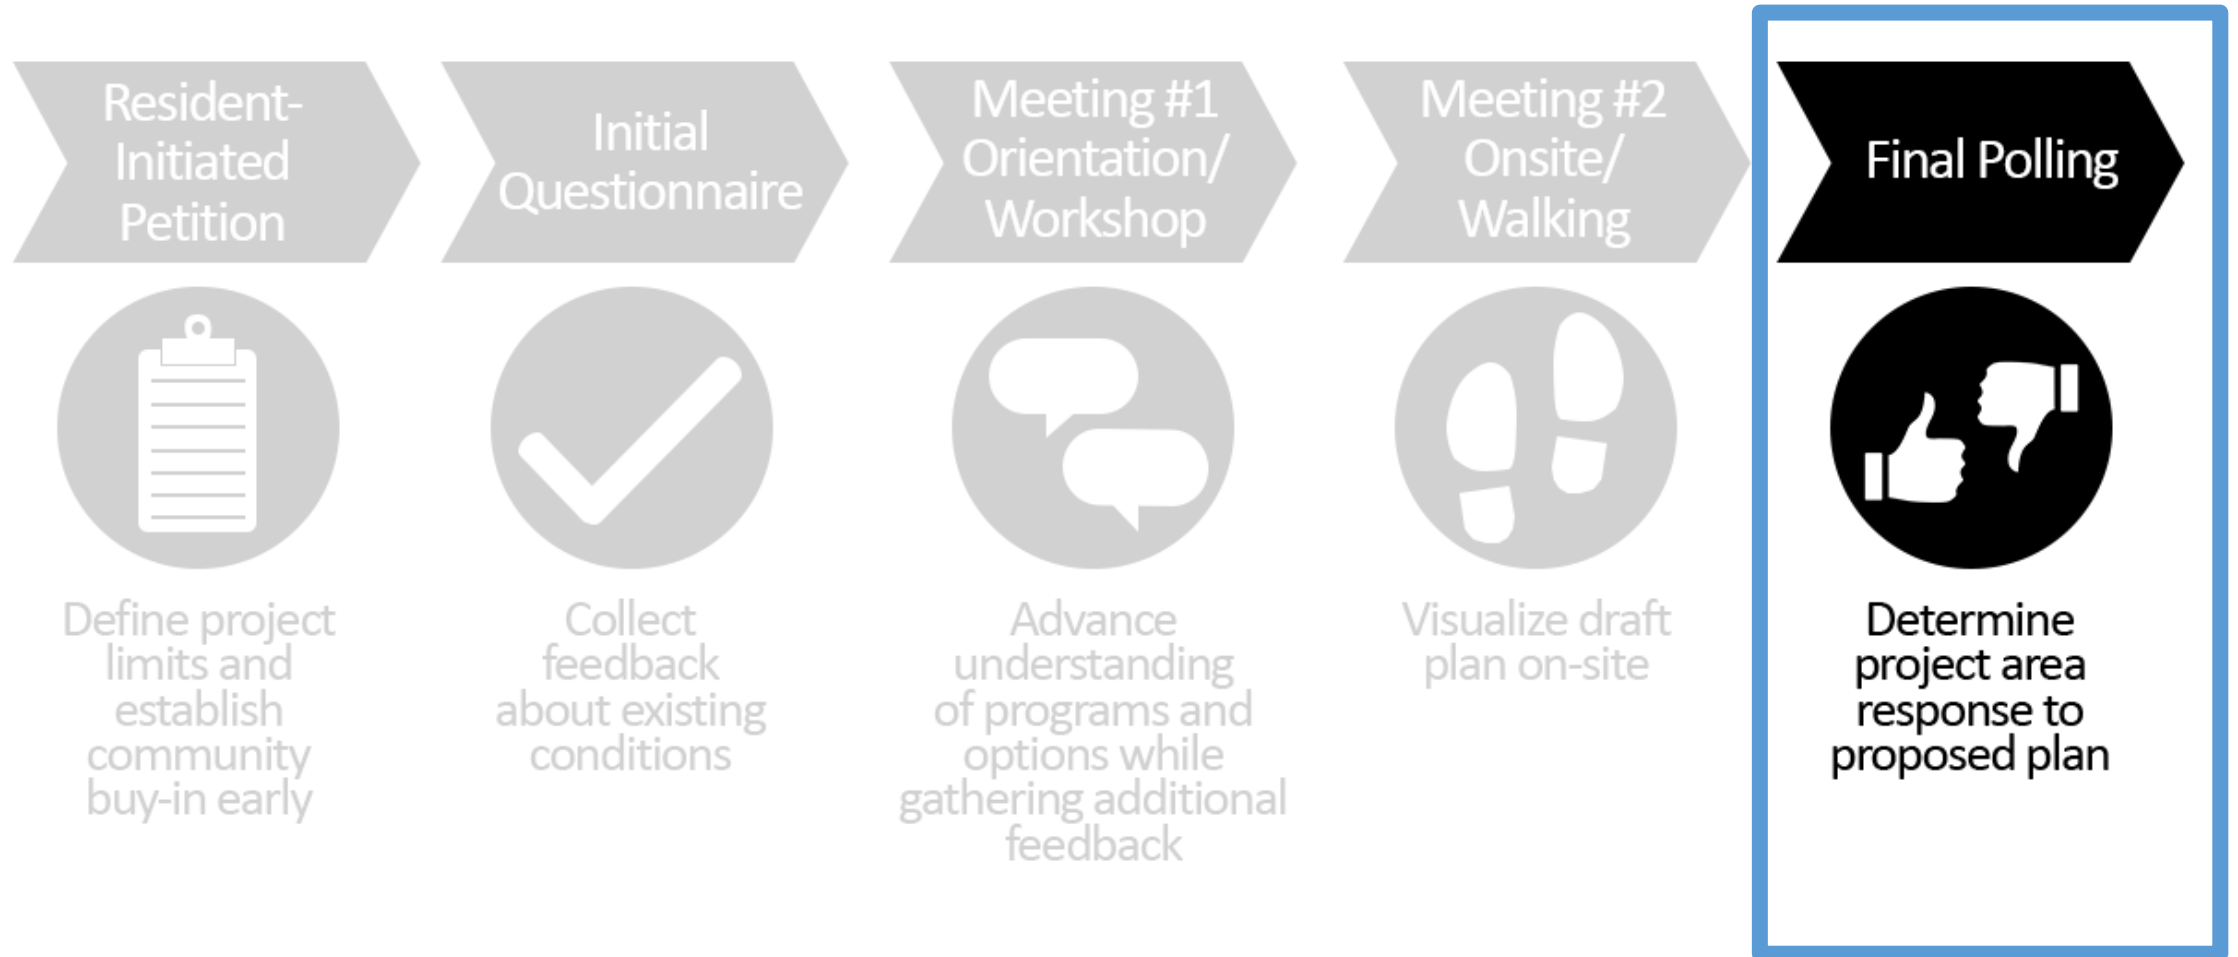 Resident-
Initiated
Petition
Initial
Questionnaire
Meeting #1
Orientation/
Workshop
Meeting #2
Onsite/
Walking
Final Polling
Define project
limits and
establish
community
buy-in early
Collect
feedback
about existing
conditions
Advance
understanding
of programs and
options while
gathering additional
feedback
Visualize draft
plan on-site
Determine
project area
response to
proposed plan